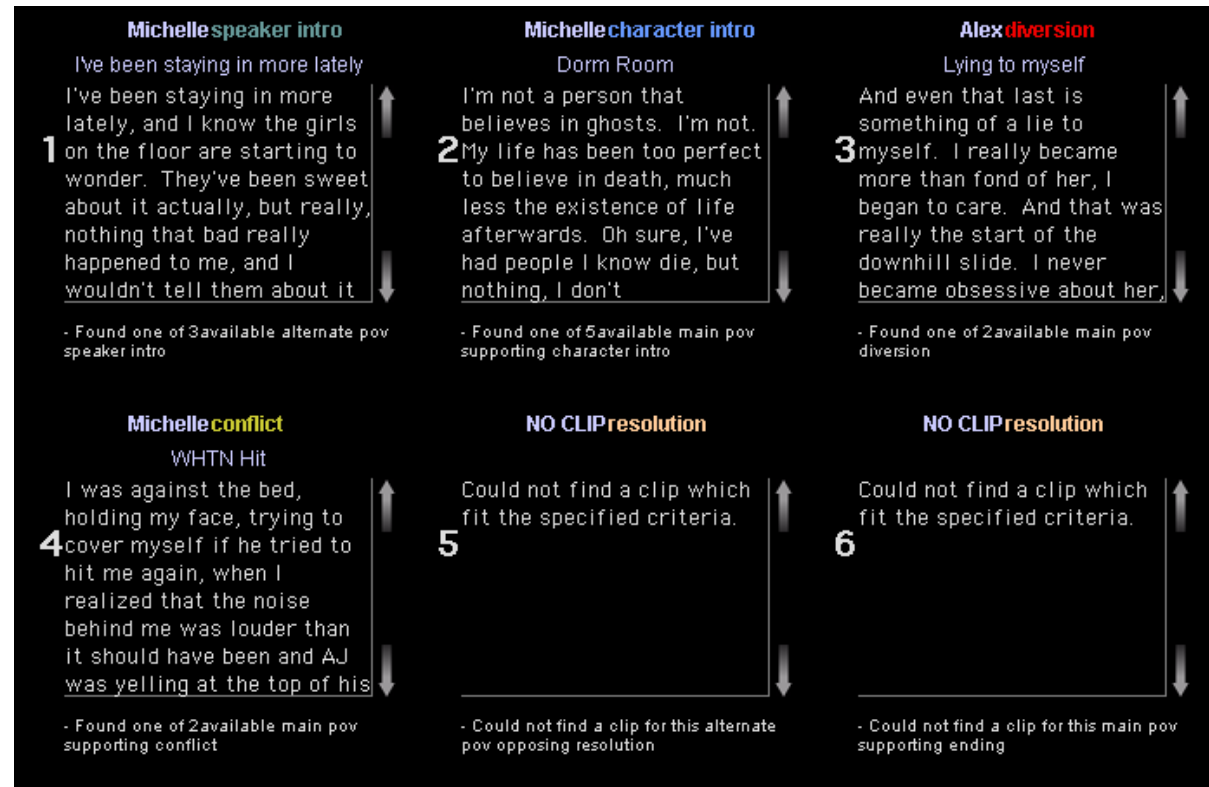 Michelle speaker intro
I've been staying in more lately
I've been staying in more
lately, and I know the girls
1 on the floor are starting to
wonder. They've been sweet
about it actually, but really,
nothing that bad really
happened to me, and I
wouldn't tell them about it
- Found one of 3available alternate pov
speaker intro
Michelle character intro
Dorm Room
I'm not a person that
believes in ghosts. I'm not.
2 My life has been too perfect
to believe in death, much
less the existence of life
afterwards. Oh sure, I've
had people I know die, but
nothing, I don't
- Found one of 5available main pov
supporting character intro
Alex diversion
Lying to myself
And even that last is
something of a lie to
3 myself. I really became
more than fond of her, I
began to care. And that was
really the start of the
downhill slide. I never
became obsessive about her,
- Found one of 2available main pov
diversion
Michelle conflict
WHTN Hit
I was against the bed,
holding my face, trying to
4 cover myself if he tried to
hit me again, when I
realized that the noise
behind me was louder than
it should have been and AJ
was yelling at the top of his
- Found one of 2available main pov
supporting conflict
NO CLIP resolution
Could not find a clip which
fit the specified criteria.
5
- Could not find a clip for this alternate
pov opposing resolution
NO CLIP resolution
Could not find a clip which
fit the specified criteria.
6
- Could not find a clip for this main pov
supporting ending